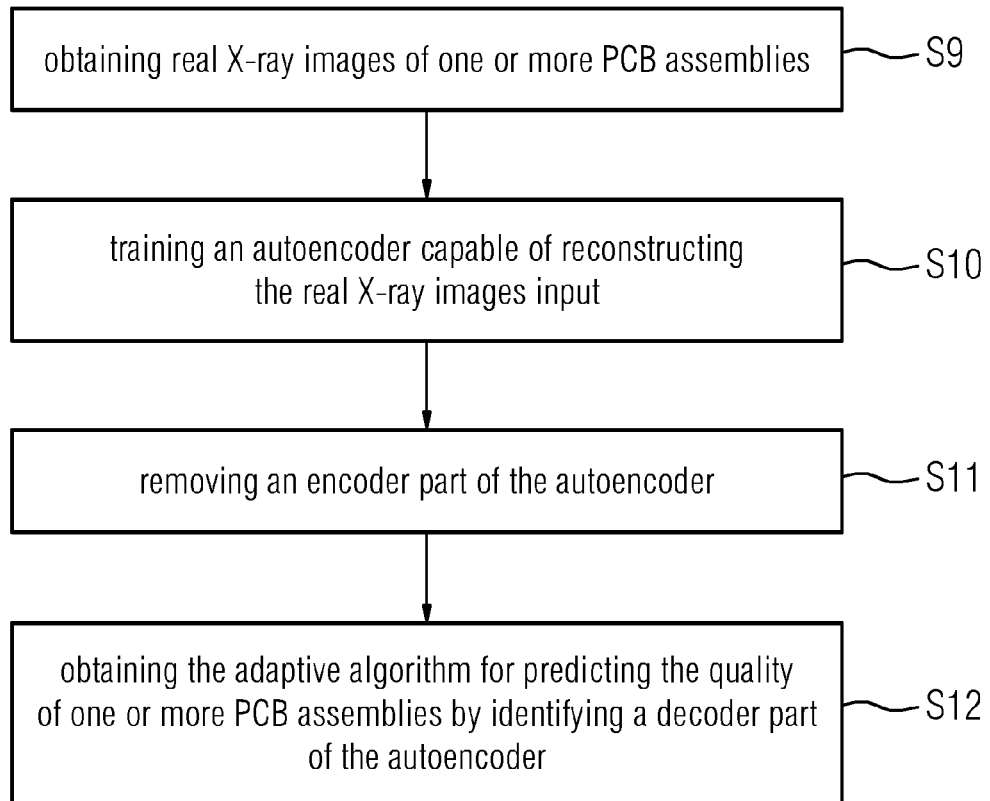 obtaining real X-ray images of one or more PCB assemblies
S9
training an autoencoder capable of reconstructing
the real X-ray images input
S10
removing an encoder part of the autoencoder
S11
obtaining the adaptive algorithm for predicting the quality
of one or more PCB assemblies by identifying a decoder part
of the autoencoder
S12